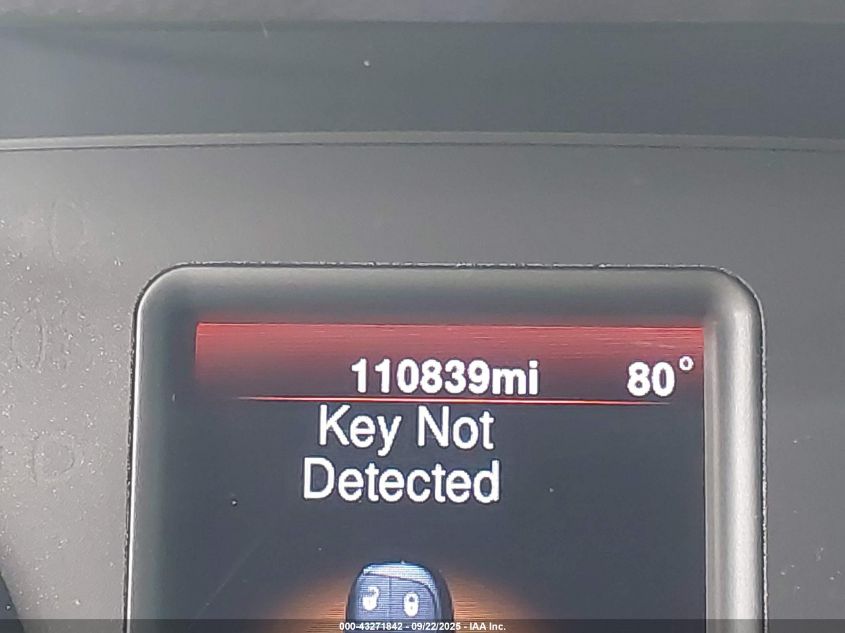 110839mi 80°
Key Not
Detected
000-43271842 - 09/22/2025 - IAA Inc.